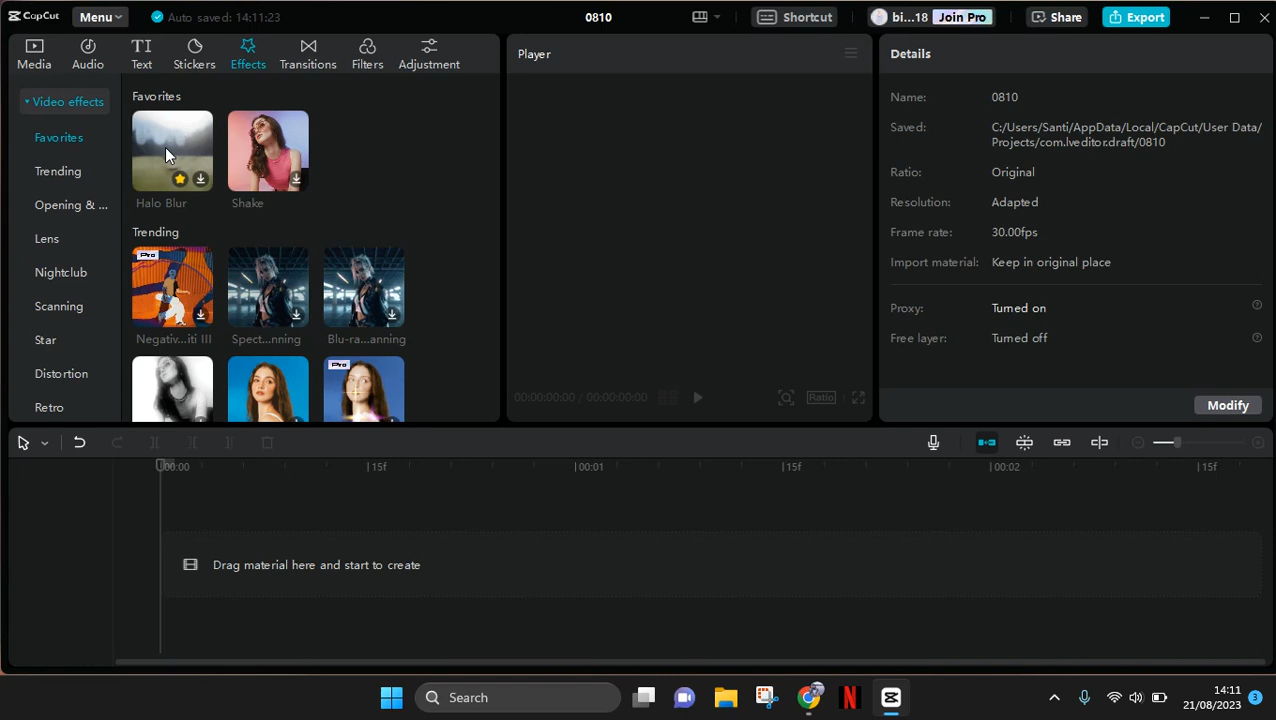 CapCut
Menu
Auto saved: 14:11:23
0810
Shortcut
bi...18
Join Pro
Share
Export
Media
Audio
Text
Stickers
Effects
Transitions
Filters
Adjustment
Video effects
Favorites
Trending
Opening & ...
Lens
Nightclub
Scanning
Star
Distortion
Retro
Favorites
Halo Blur
Shake
Trending
Pro
Negativ...iti III
Spect...nning
Blu-ra...anning
Pro
Player
00:00:00:00 / 00:00:00:00
Ratio
Details
Name: 0810
Saved: C:/Users/Santi/AppData/Local/CapCut/User Data/
Projects/com.lveditor.draft/0810
Ratio: Original
Resolution: Adapted
Frame rate: 30.00fps
Import material: Keep in original place
Proxy: Turned on
Free layer: Turned off
Modify
00:00 |15f |00:01 |15f |00:02 |15f
Drag material here and start to create
Search
14:11
21/08/2023
3